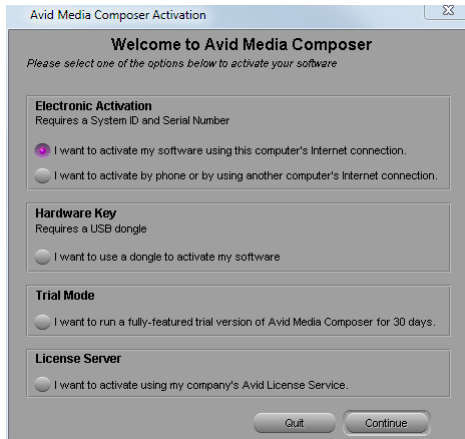 Avid Media Composer Activation
Welcome to Avid Media Composer
Please select one of the options below to activate your software
Electronic Activation
Requires a System ID and Serial Number
I want to activate my software using this computer's Internet connection.
I want to activate by phone or by using another computer's Internet connection.
Hardware Key
Requires a USB dongle
I want to use a dongle to activate my software
Trial Mode
I want to run a fully-featured trial version of Avid Media Composer for 30 days.
License Server
I want to activate using my company's Avid License Service.
Quit Continue